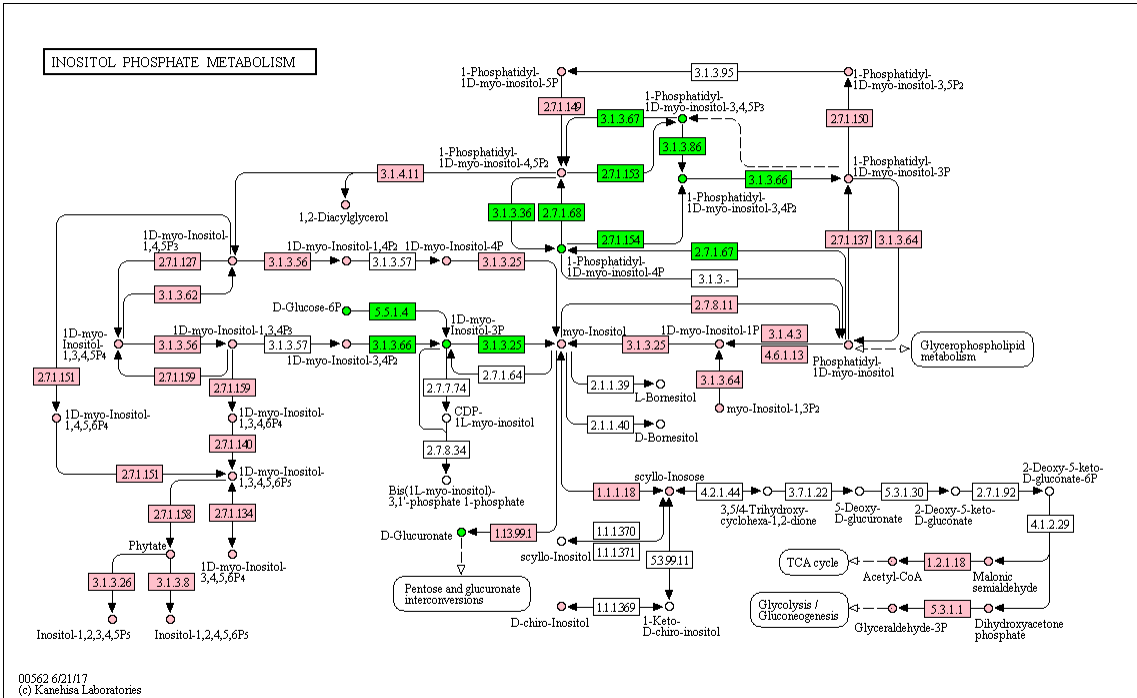 INOSITOL PHOSPHATE METABOLISM
1-Phosphatidyl-
1D-myo-inositol-5P
3.1.3.95
1-Phosphatidyl-
1D-myo-inositol-3,5P2
2.7.1.149
1-Phosphatidyl-
1D-myo-inositol-3,4,5P3
3.1.3.67
2.7.1.150
3.1.3.86
1-Phosphatidyl-
1D-myo-inositol-4,5P2
3.1.4.11
2.7.1.153
3.1.3.66
1-Phosphatidyl-
1D-myo-inositol-3P
1,2-Diacylglycerol
3.1.3.36
2.7.1.68
1-Phosphatidyl-
1D-myo-inositol-3,4P2
1D-myo-Inositol-
1,4,5P3
1D-myo-Inositol-1,4P2
1D-myo-Inositol-4P
2.7.1.154
2.7.1.67
2.7.1.137
3.1.3.64
2.7.1.127
3.1.3.56
3.1.3.57
3.1.3.25
1-Phosphatidyl-
1D-myo-inositol-4P
3.1.3.-
3.1.3.62
D-Glucose-6P
5.5.1.4
2.7.8.11
1D-myo-
Inositol-
1,3,4,5P4
1D-myo-Inositol-1,3,4P3
1D-myo-
Inositol-3P
myo-Inositol
1D-myo-Inositol-1P
3.1.4.3
3.1.3.56
3.1.3.57
3.1.3.66
3.1.3.25
3.1.3.25
4.6.1.13
Glycerophospholipid
metabolism
1D-myo-Inositol-
3,4P2
Phosphatidyl-
1D-myo-inositol
2.7.1.151
2.7.1.159
2.7.1.159
2.7.7.74
2.7.1.64
2.1.1.39
L-Bornesitol
3.1.3.64
myo-Inositol-1,3P2
1D-myo-Inositol-
1,4,5,6P4
1D-myo-Inositol-
1,3,4,6P4
CDP-
1L-myo-inositol
2.1.1.40
D-Bornesitol
2.7.1.140
2.7.8.34
2.7.1.151
1D-myo-Inositol-
1,3,4,5,6P5
Bis(1L-myo-inositol)-
3,1'-phosphate 1-phosphate
scyllo-Inosose
2-Deoxy-5-keto-
D-gluconate-6P
1.1.1.18
4.2.1.44
3.7.1.22
5.3.1.30
2.7.1.92
3,5/4-Trihydroxy-
cyclohexa-1,2-dione
5-Deoxy-
D-glucuronate
2-Deoxy-5-keto-
D-gluconate
2.7.1.158
2.7.1.134
4.1.2.29
D-Glucuronate
1.13.99.1
1.1.1.370
1.1.1.371
scyllo-Inositol
5.3.99.11
Phytate
1D-myo-Inositol-
3,4,5,6P4
TCA cycle
Acetyl-CoA
1.2.1.18
Malonic
semialdehyde
3.1.3.26
3.1.3.8
Pentose and glucuronate
interconversions
D-chiro-Inositol
1.1.1.369
1-Keto-
D-chiro-inositol
Glycolysis /
Gluconeogenesis
Glyceraldehyde-3P
5.3.1.1
Dihydroxyacetone
phosphate
Inositol-1,2,3,4,5P5
Inositol-1,2,4,5,6P5
00562 6/21/17
(c) Kanehisa Laboratories